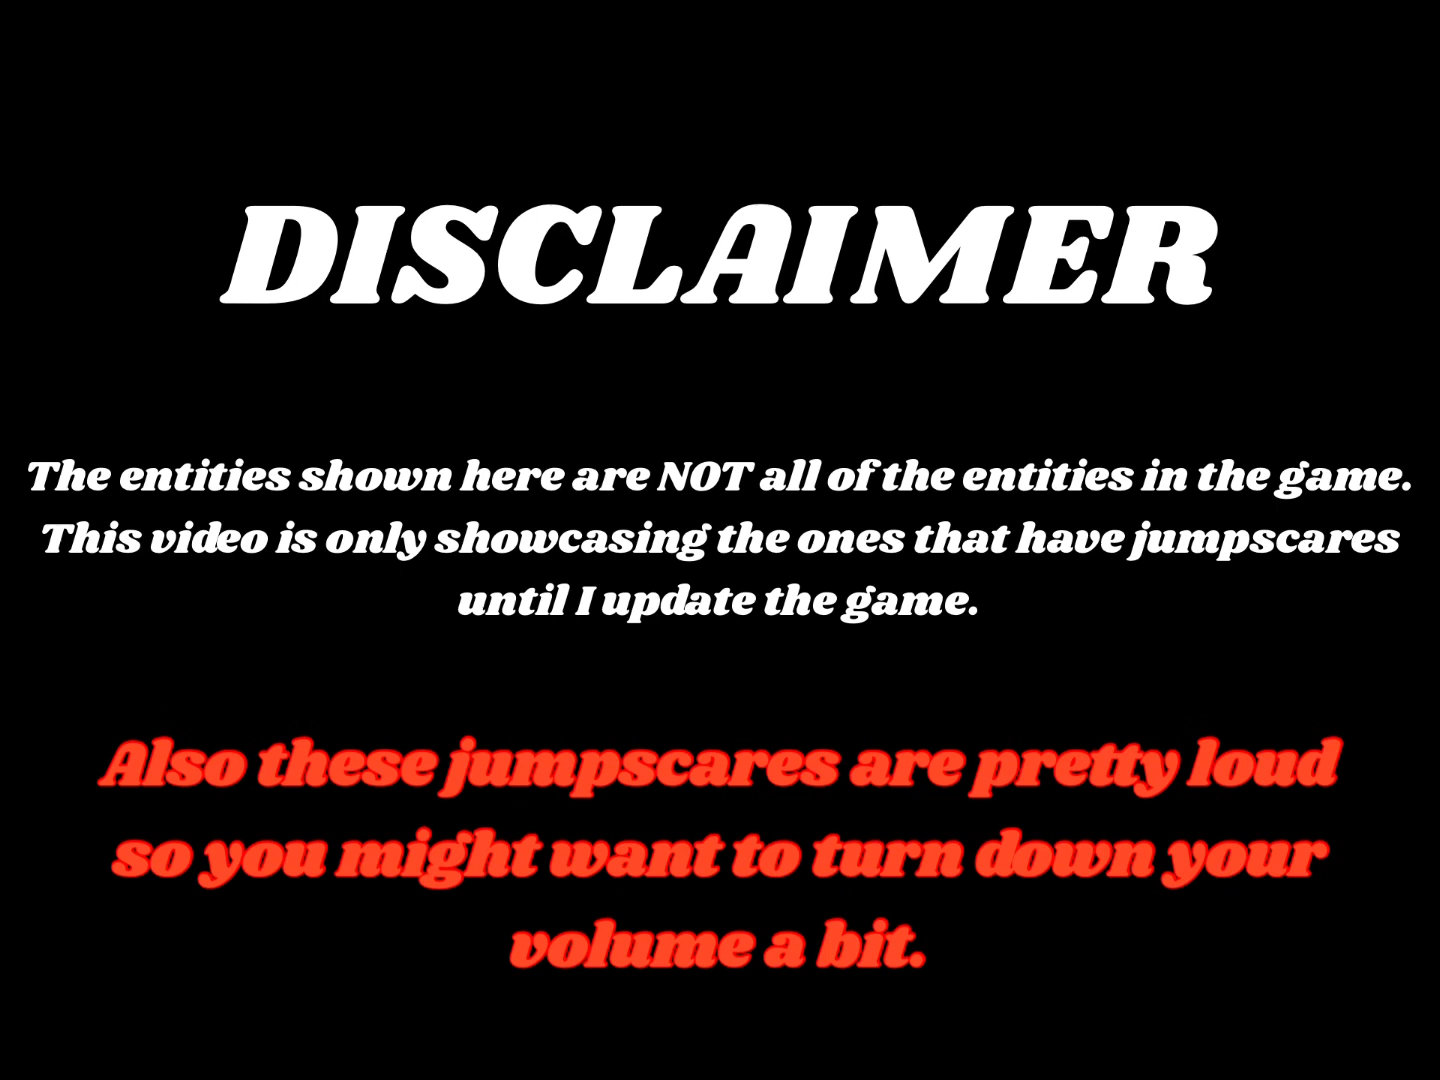 DISCLAIMER
The entities shown here are NOT all of the entities in the game.
This video is only showcasing the ones that have jumpscares
until I update the game.
Also these jumpscares are pretty loud
so you might want to turn down your
volume a bit.